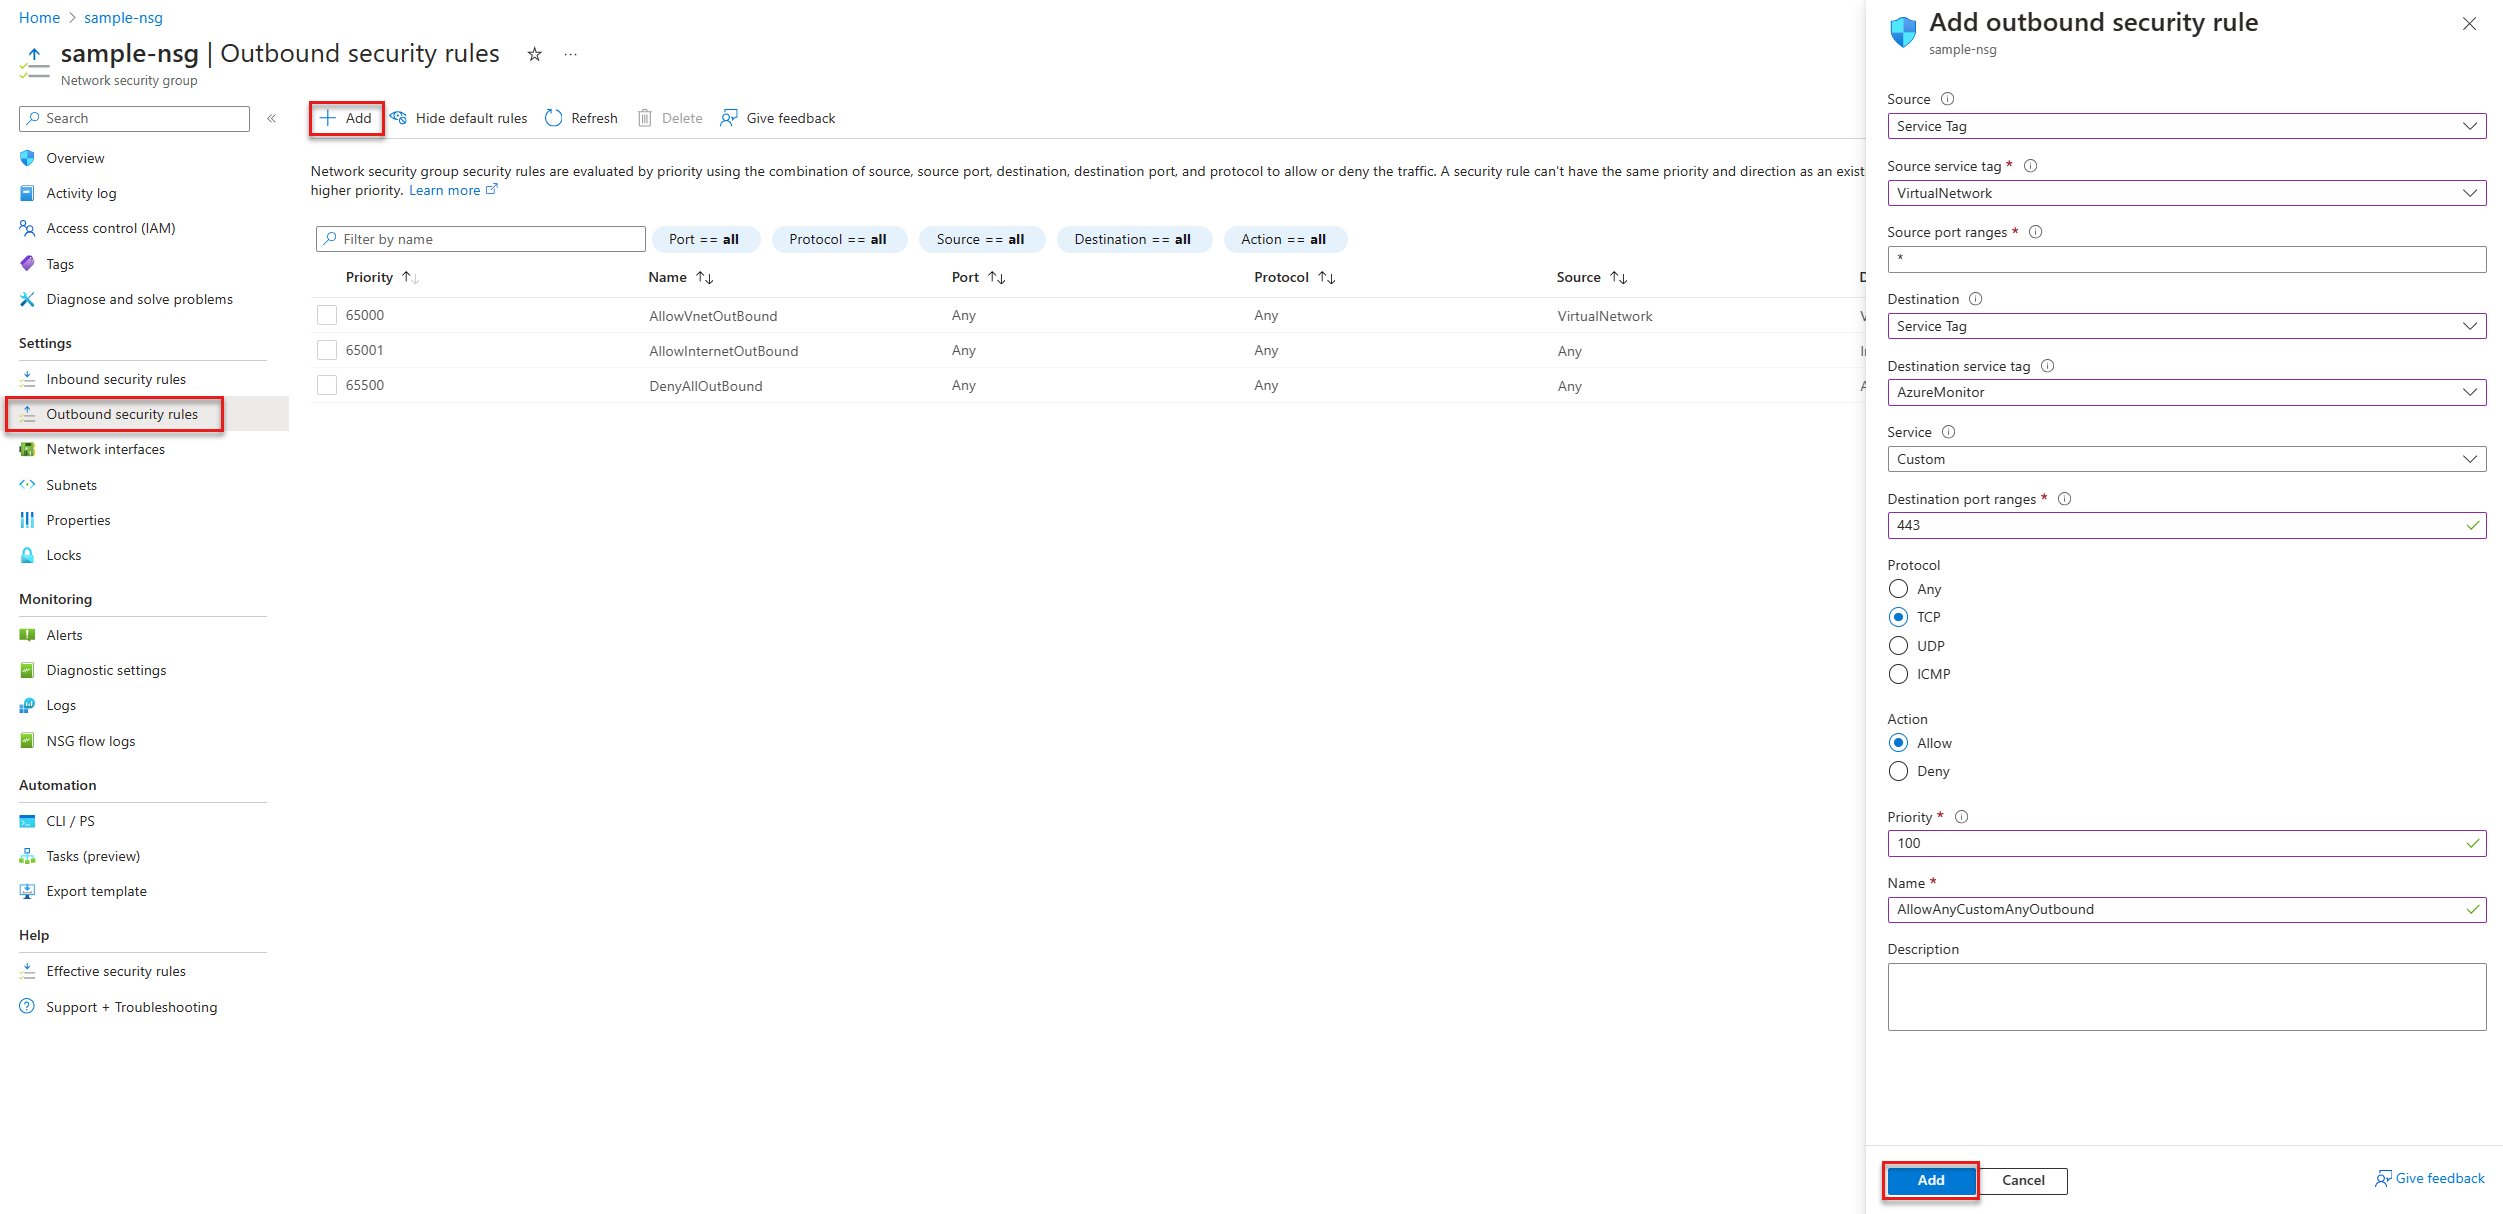 Home > sample-nsg
sample-nsg | Outbound security rules
Network security group
Search
Overview
Activity log
Access control (IAM)
Tags
Diagnose and solve problems
Settings
Inbound security rules
Outbound security rules
Network interfaces
Subnets
Properties
Locks
Monitoring
Alerts
Diagnostic settings
Logs
NSG flow logs
Automation
CLI / PS
Tasks (preview)
Export template
Help
Effective security rules
Support + Troubleshooting
Add Hide default rules Refresh Delete Give feedback
Network security group security rules are evaluated by priority using the combination of source, source port, destination, destination port, and protocol to allow or deny the traffic. A security rule can't have the same priority and direction as an exist
higher priority. Learn more
Filter by name Port == all Protocol == all Source == all Destination == all Action == all
Priority Name Port Protocol Source D
65000 AllowVnetOutBound Any Any VirtualNetwork V
65001 AllowInternetOutBound Any Any Any I
65500 DenyAllOutBound Any Any Any A
Add outbound security rule
sample-nsg
Source
Service Tag
Source service tag *
VirtualNetwork
Source port ranges *
*
Destination
Service Tag
Destination service tag
AzureMonitor
Service
Custom
Destination port ranges *
443
Protocol
Any
TCP
UDP
ICMP
Action
Allow
Deny
Priority *
100
Name *
AllowAnyCustomAnyOutbound
Description
Add Cancel Give feedback